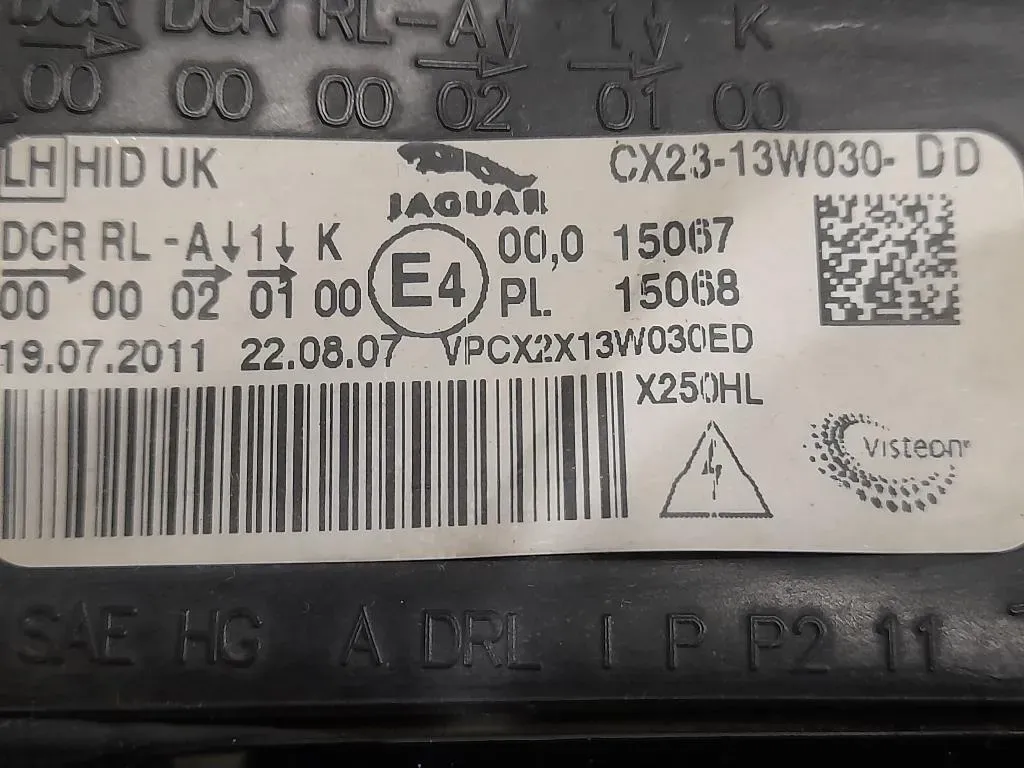 DCR DCR RL-A↓ 1↓ K
00 00 00 02 01 00
LH HID UK
JAGUAR
CX23-13W030- DD
DCR RL -A↓ 1↓ K
00 00 02 01 00
E4
00,0 15067
PL 15068
19.07.2011 22.08.07 VPCX2X13W030ED
X250HL
Visteon
SAE HG A DRL I P P2 11